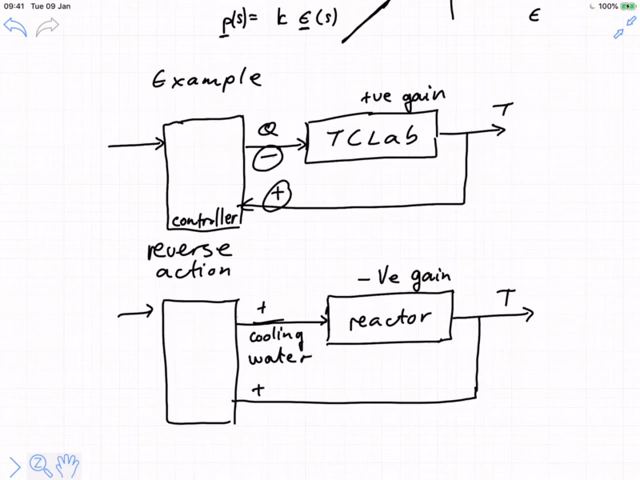 09:41 Tue 09 Jan
100%
p(s) = k ϵ(s)
ϵ
Example
+ve gain
Q
TCLab
T
−
+
controller
reverse
action
−ve gain
+
reactor
T
cooling
water
+